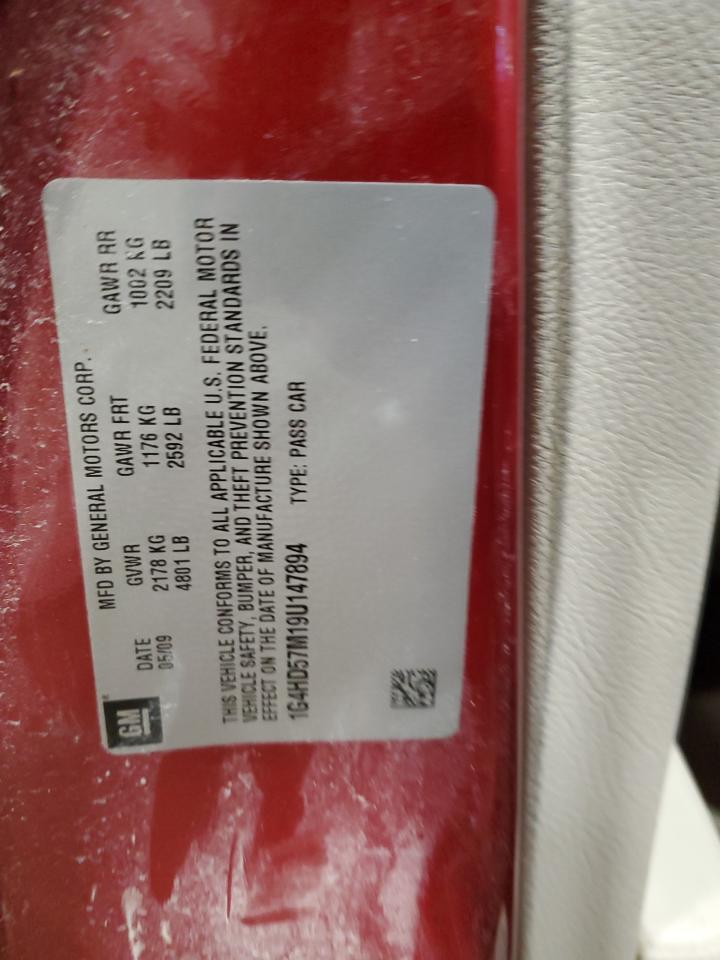 GM
MFD BY GENERAL MOTORS CORP.
DATE GVWR GAWR FRT GAWR RR
05/09 2178 KG 1176 KG 1002 KG
4801 LB 2592 LB 2209 LB
THIS VEHICLE CONFORMS TO ALL APPLICABLE U.S. FEDERAL MOTOR
VEHICLE SAFETY, BUMPER, AND THEFT PREVENTION STANDARDS IN
EFFECT ON THE DATE OF MANUFACTURE SHOWN ABOVE.
1G4HD57M19U147894 TYPE: PASS CAR